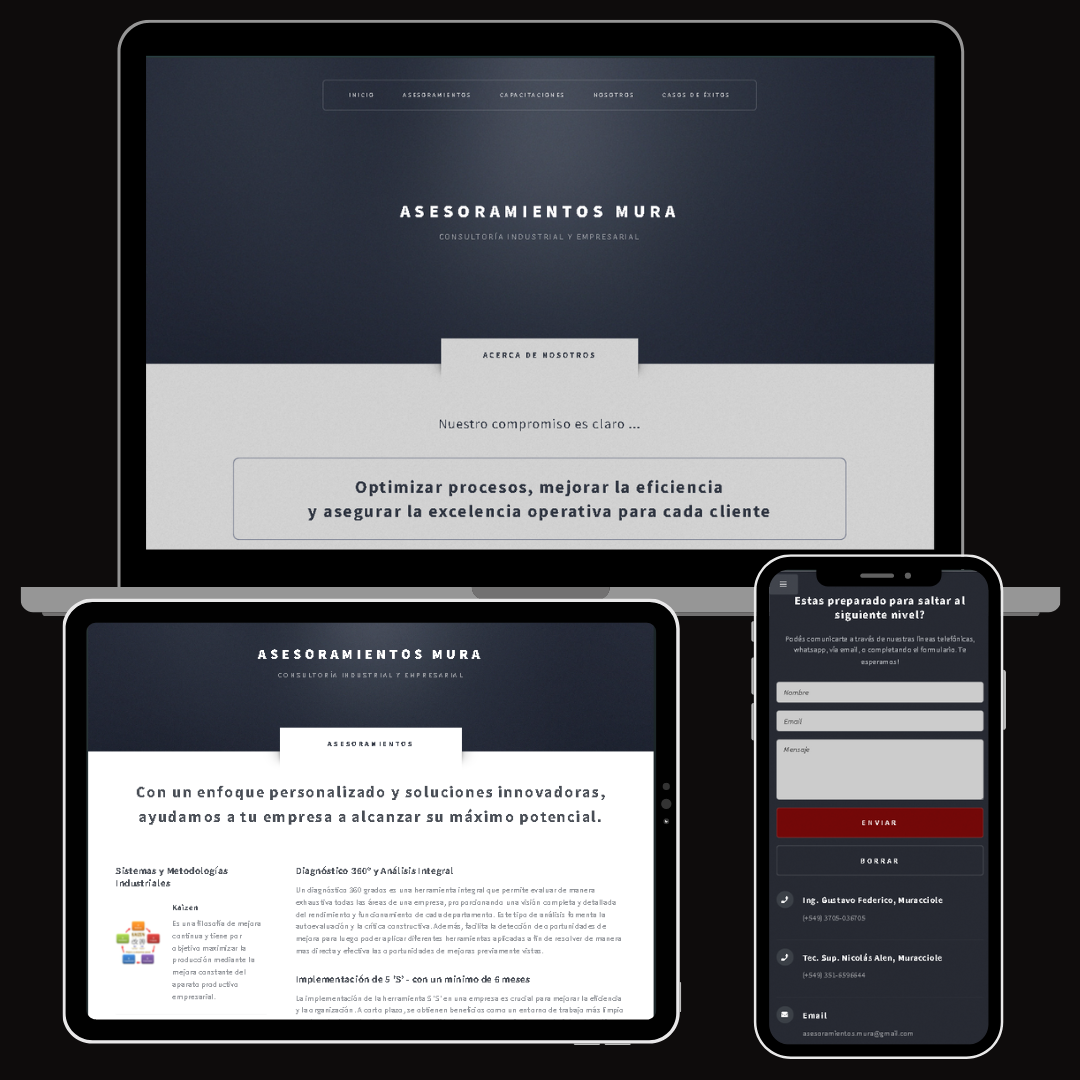 INICIO ASESORAMIENTOS CAPACITACIONES NOSOTROS CASOS DE ÉXITOS
ASESORAMIENTOS MURA
CONSULTORÍA INDUSTRIAL Y EMPRESARIAL
ACERCA DE NOSOTROS
Nuestro compromiso es claro ...
Optimizar procesos, mejorar la eficiencia
y asegurar la excelencia operativa para cada cliente
ASESORAMIENTOS MURA
CONSULTORÍA INDUSTRIAL Y EMPRESARIAL
ASESORAMIENTOS
Con un enfoque personalizado y soluciones innovadoras,
ayudamos a tu empresa a alcanzar su máximo potencial.
Sistemas y Metodologías
Industriales
Kaizen
Es una filosofía de mejora
continua y tiene por
objetivo maximizar la
producción mediante la
mejora constante del
aparato productivo
empresarial.
Diagnóstico 360° y Análisis Integral
Un diagnóstico 360 grados es una herramienta integral que permite evaluar de manera
exhaustiva todas las áreas de una empresa, proporcionando una visión completa y detallada
del rendimiento y funcionamiento de cada departamento. Este tipo de análisis fomenta la
autoevaluación y la crítica constructiva. Además, facilita la detección de oportunidades de
mejora para luego poder aplicar diferentes herramientas aplicadas a fin de resolver de manera
mas directa y efectiva las oportunidades de mejoras previamente vistas.
Implementación de 5 'S' - con un mínimo de 6 meses
La implementación de la herramienta 5 'S' en una empresa es crucial para mejorar la eficiencia
y la organización. A corto plazo, se obtienen beneficios como un entorno de trabajo más limpio
Estas preparado para saltar al
siguiente nivel?
Podés comunicarte a través de nuestras líneas telefónicas,
whatsapp, vía email, o completando el formulario. Te
esperamos!
Nombre
Email
Mensaje
ENVIAR
BORRAR
Ing. Gustavo Federico, Muracciole
(+549) 3705-036705
Tec. Sup. Nicolás Alen, Muracciole
(+549) 351-6596644
Email
asesoramientos.mura@gmail.com